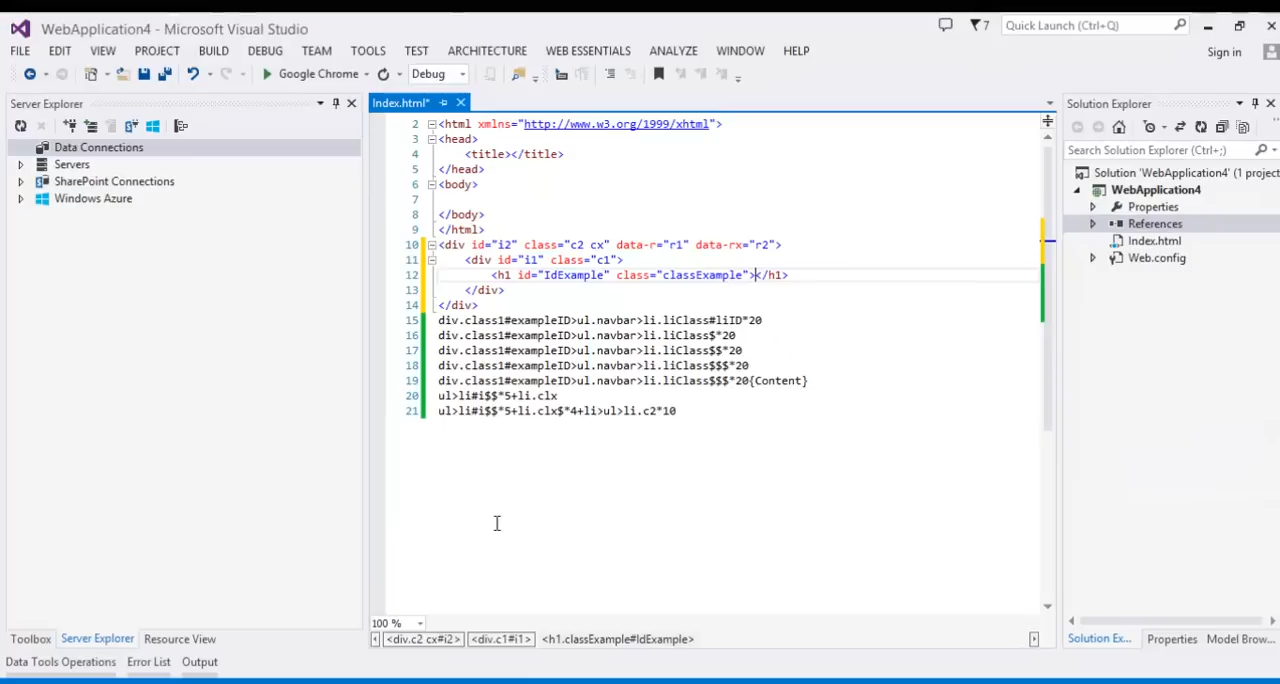 WebApplication4 - Microsoft Visual Studio
7
Quick Launch (Ctrl+Q)
FILE EDIT VIEW PROJECT BUILD DEBUG TEAM TOOLS TEST ARCHITECTURE WEB ESSENTIALS ANALYZE WINDOW HELP
Sign in
Google Chrome Debug
Server Explorer
Data Connections
Servers
SharePoint Connections
Windows Azure
Index.html*
2 <html xmlns="http://www.w3.org/1999/xhtml">
3 <head>
4 <title></title>
5 </head>
6 <body>
7
8 </body>
9 </html>
10 <div id="i2" class="c2 cx" data-r="r1" data-rx="r2">
11 <div id="i1" class="c1">
12 <h1 id="IdExample" class="classExample"></h1>
13 </div>
14 </div>
15 div.class1#exampleID>ul.navbar>li.liClass#liID*20
16 div.class1#exampleID>ul.navbar>li.liClass$*20
17 div.class1#exampleID>ul.navbar>li.liClass$$*20
18 div.class1#exampleID>ul.navbar>li.liClass$$$*20
19 div.class1#exampleID>ul.navbar>li.liClass$$$*20{Content}
20 ul>li#i$$*5+li.clx
21 ul>li#i$$*5+li.clx$*4+li>ul>li.c2*10
100 %
<div.c2 cx#i2> <div.c1#i1> <h1.classExample#IdExample>
Solution Explorer
Search Solution Explorer (Ctrl+;)
Solution 'WebApplication4' (1 project
WebApplication4
Properties
References
Index.html
Web.config
Toolbox Server Explorer Resource View
Solution Ex... Properties Model Brow...
Data Tools Operations Error List Output